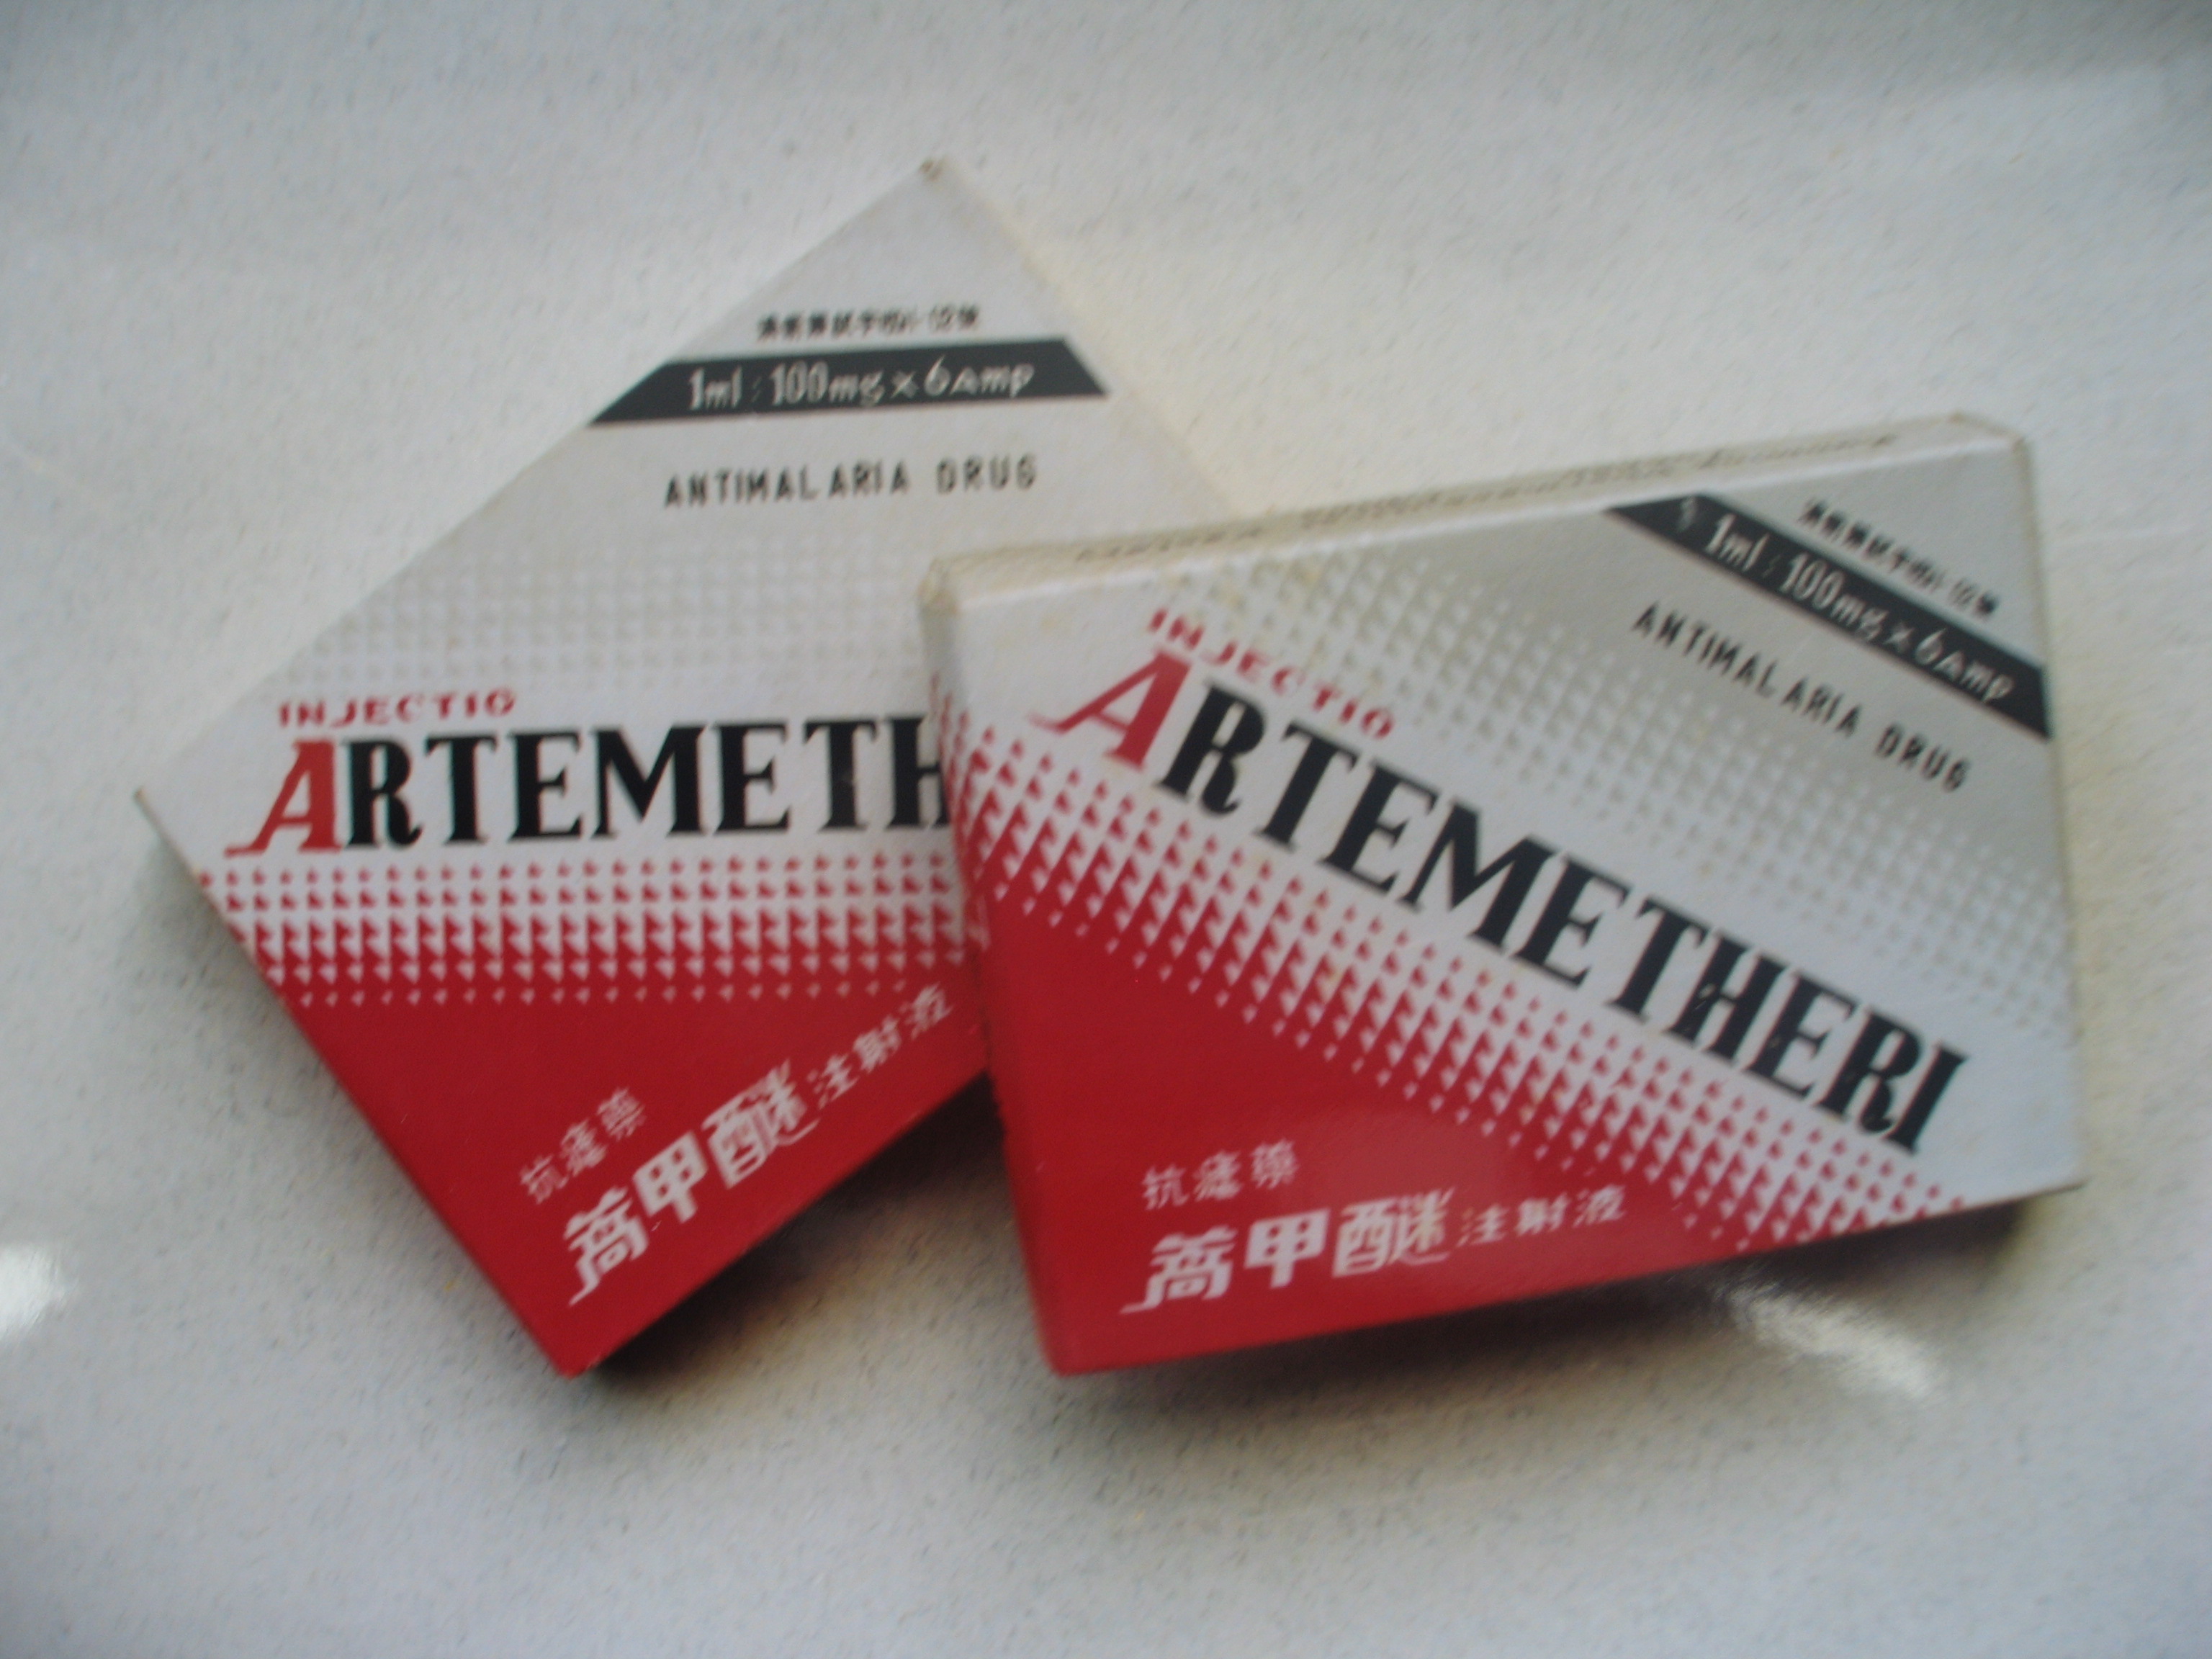 1ml : 100mg × 6Amp
ANTIMALARIA DRUG
INJECTIO
ARTEMETH
抗瘧藥
蒿甲醚注射液
1ml : 100mg × 6Amp
ANTIMALARIA DRUG
INJECTIO
ARTEMETHERI
抗瘧藥
蒿甲醚注射液